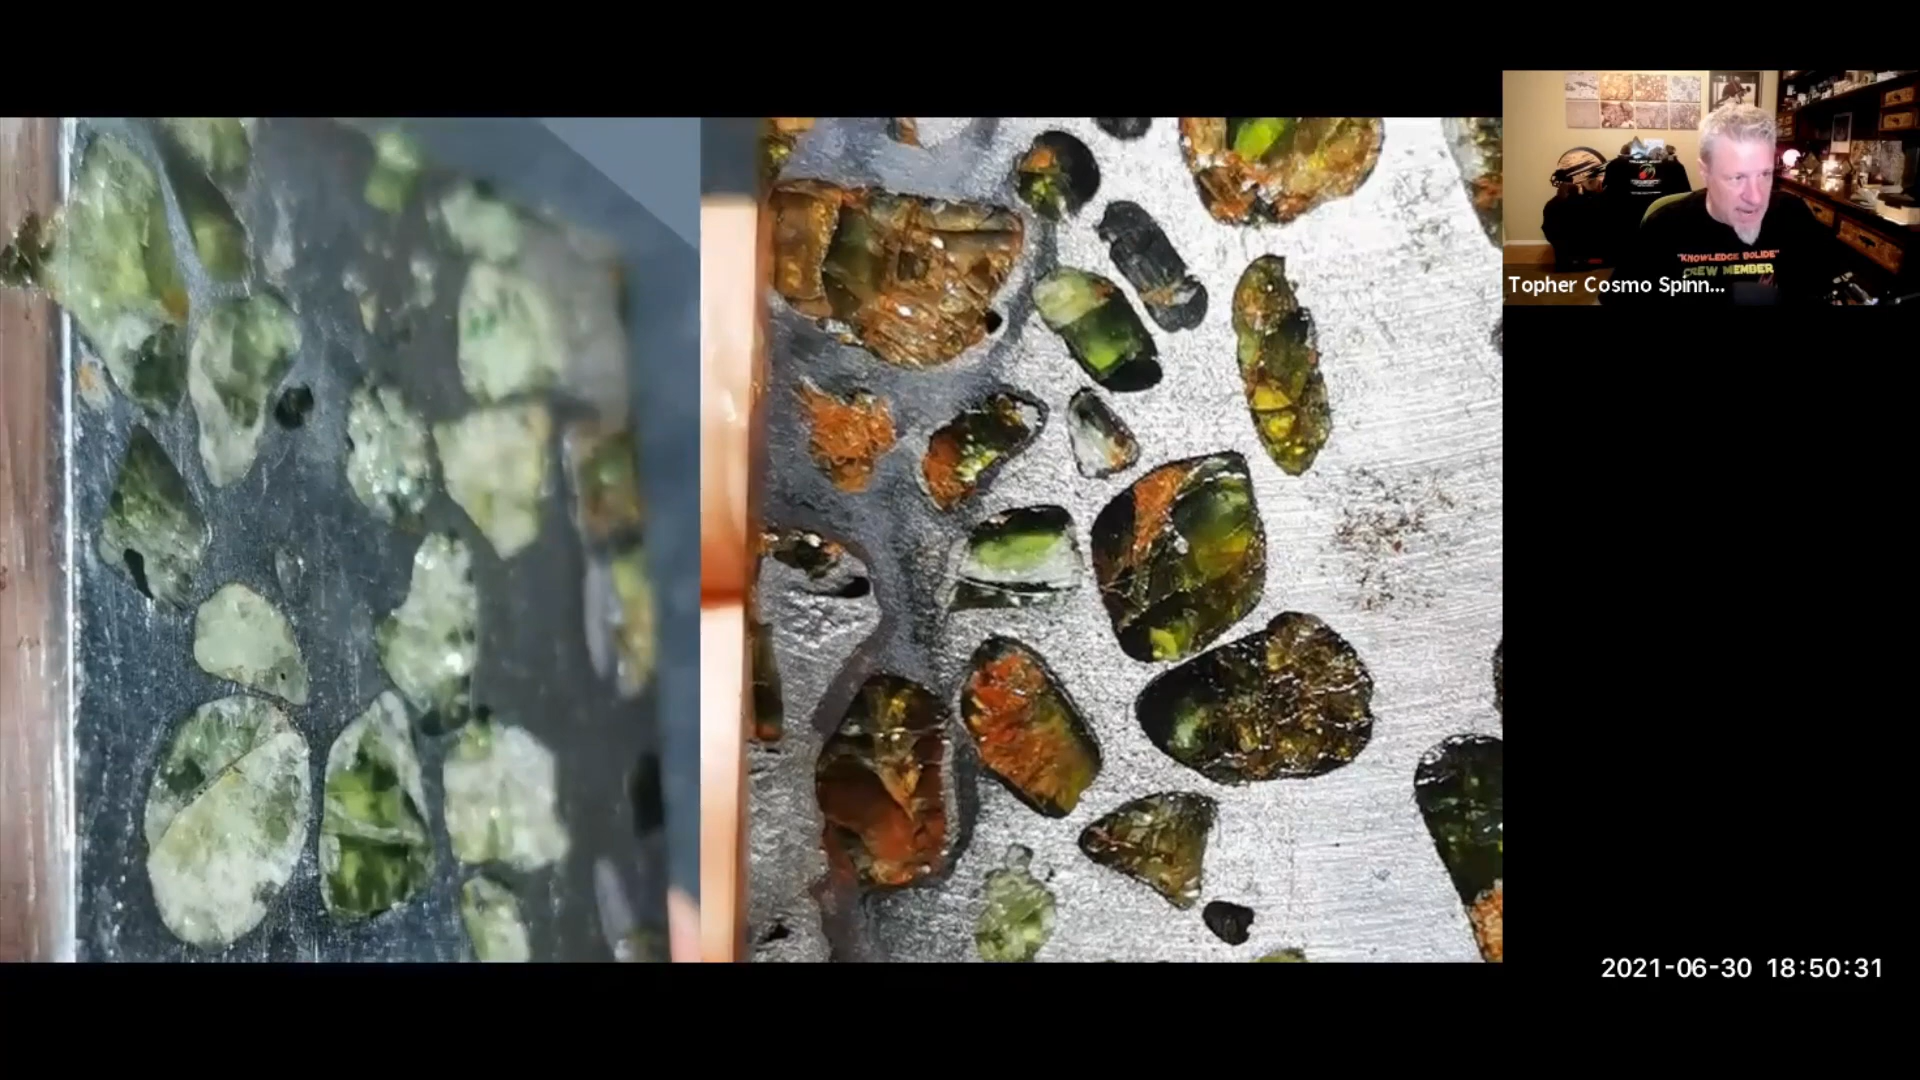 "KNOWLEDGE BOLIDE"
CREW MEMBER
Topher Cosmo Spinn...
2021-06-30 18:50:31